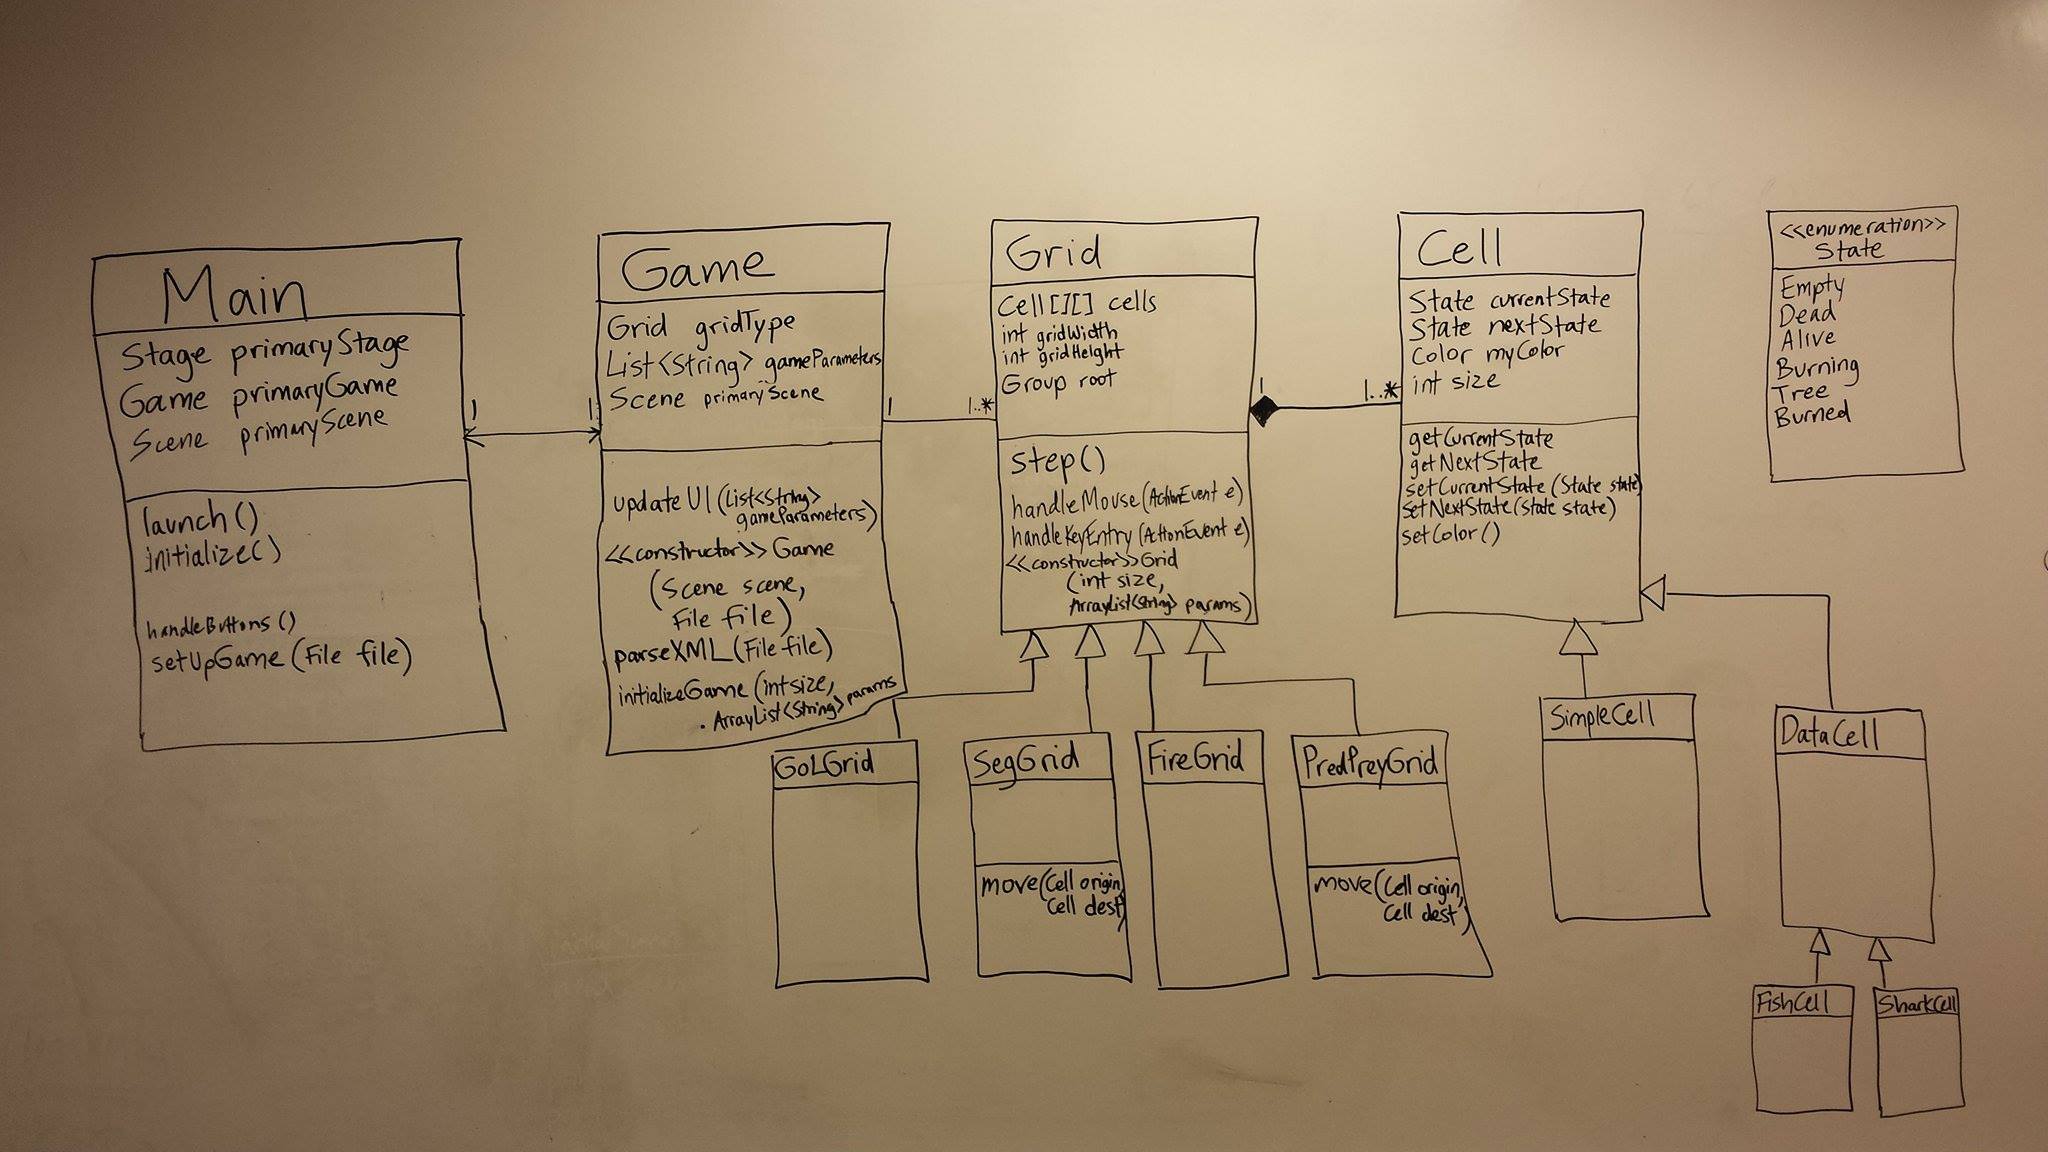 Main
Stage primaryStage
Game primaryGame
Scene primaryScene
launch()
initialize()
handleButtons()
setUpGame(File file)
1
1
Game
Grid gridType
List<String> gameParameters
Scene primaryScene
updateUI(List<String>
gameParameters)
<<constructor>> Game
(Scene scene,
File file)
parseXML(File file)
initializeGame(int size,
ArrayList<String> params
1
1..*
Grid
Cell[][] cells
int gridWidth
int gridHeight
Group root
step()
handleMouse(ActionEvent e)
handleKeyEntry(ActionEvent e)
<<constructor>> Grid
(int size,
ArrayList<String> params)
1
1..*
Cell
State currentState
State nextState
Color myColor
int size
getCurrentState
getNextState
setCurrentState(State state)
setNextState(State state)
setColor()
<<enumeration>>
State
Empty
Dead
Alive
Burning
Tree
Burned
GoLGrid
SegGrid
move(Cell origin,
Cell dest)
FireGrid
PredPreyGrid
move(Cell origin,
Cell dest)
SimpleCell
DataCell
FishCell
SharkCell